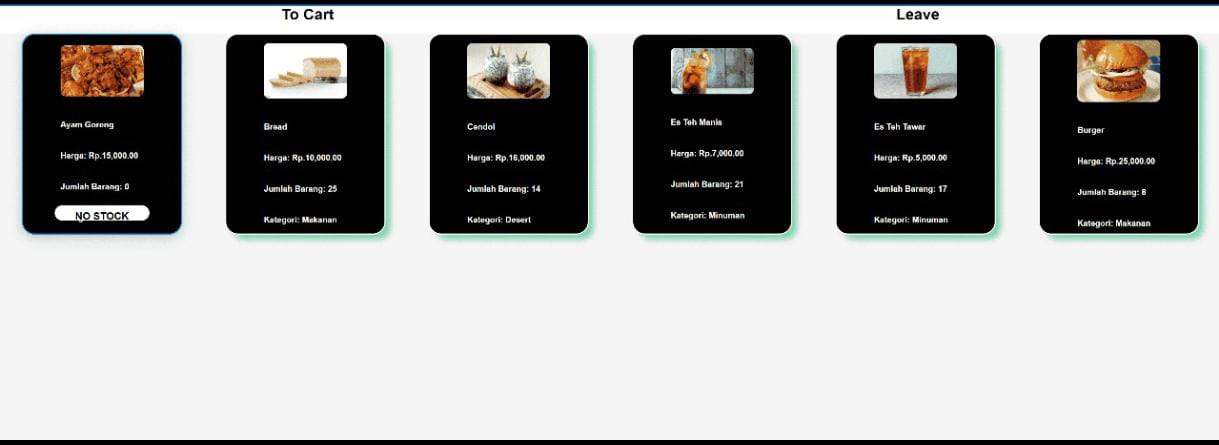 To Cart
Leave
Ayam Goreng
Harga: Rp.15,000.00
Jumlah Barang: 0
NO STOCK
Bread
Harga: Rp.10,000.00
Jumlah Barang: 25
Kategori: Makanan
Cendol
Harga: Rp.16,000.00
Jumlah Barang: 14
Kategori: Desert
Es Teh Manis
Harga: Rp.7,000.00
Jumlah Barang: 21
Kategori: Minuman
Es Teh Tawar
Harga: Rp.5,000.00
Jumlah Barang: 17
Kategori: Minuman
Burger
Harga: Rp.25,000.00
Jumlah Barang: 8
Kategori: Makanan